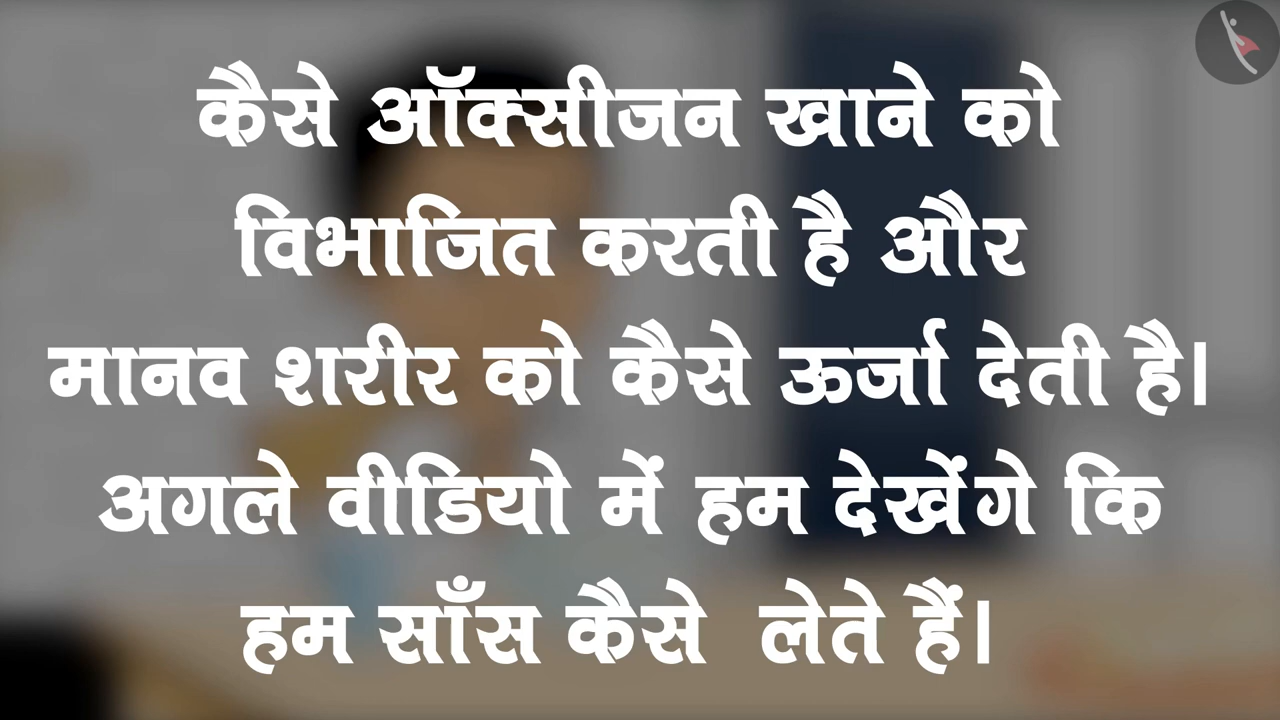 कैसे ऑक्सीजन खाने को
विभाजित करती है और
मानव शरीर को कैसे ऊर्जा देती है।
अगले वीडियो में हम देखेंगे कि
हम साँस कैसे लेते हैं।